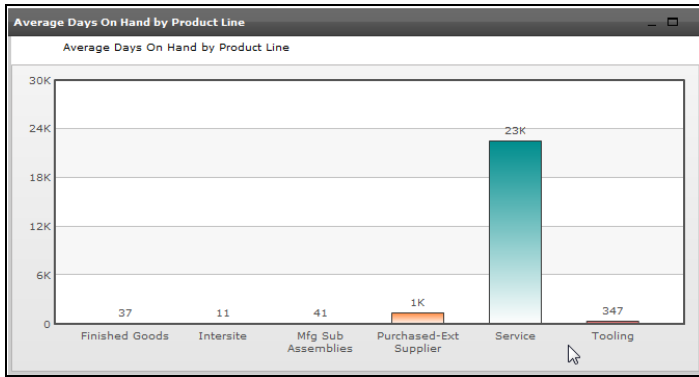 Average Days On Hand by Product Line
Average Days On Hand by Product Line
30K
24K
18K
12K
6K
0
37
11
41
1K
23K
347
Finished Goods
Intersite
Mfg Sub
Assemblies
Purchased-Ext
Supplier
Service
Tooling